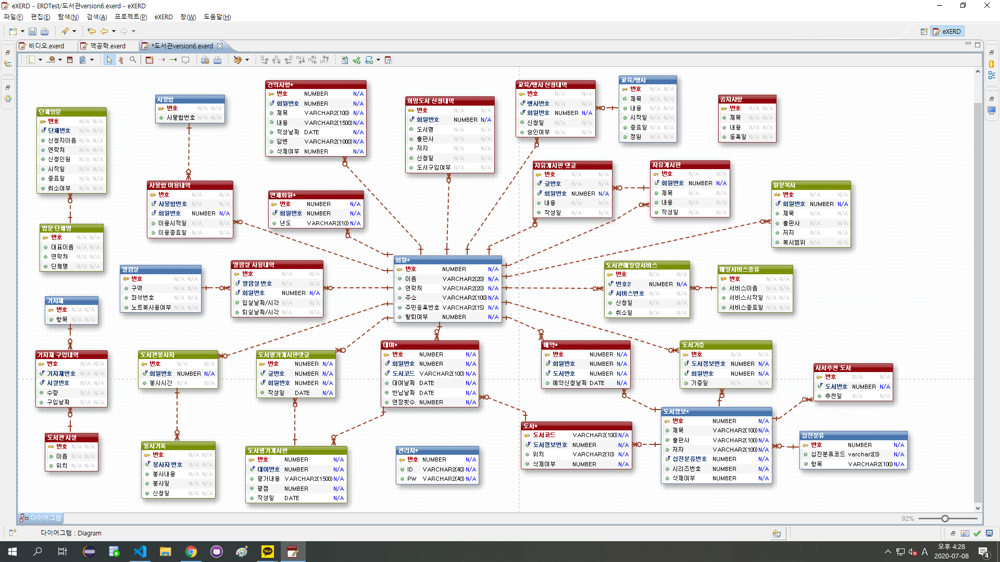 eXERD - ERDTest/도서관version6.exerd - eXERD
파일(F) 편집(E) 탐색(N) 검색(A) 프로젝트(P) eXERD 창(W) 도움말(H)
eXERD
비디오.exerd 역공학.exerd *도서관version6.exerd
단체방문
번호 N/A N/A
단체번호 N/A N/A
신청자이름 N/A N/A
연락처 N/A N/A
신청인원 N/A N/A
시작일 N/A N/A
종료일 N/A N/A
취소여부 N/A N/A
방문 단체명
번호 N/A N/A
대표이름 N/A N/A
연락처 N/A N/A
단체명 N/A N/A
사물함
번호 N/A N/A
사물함번호 N/A N/A
사물함 이용내역
번호 N/A N/A
사물함번호 N/A N/A
회원번호 NUMBER N/A
이용시작일 N/A N/A
이용종료일 N/A N/A
건의사항*
번호 NUMBER N/A
회원번호 NUMBER N/A
제목 VARCHAR2(100) N/A
내용 VARCHAR2(1500) N/A
작성날짜 DATE N/A
답변 VARCHAR2(1000) N/A
삭제여부 NUMBER N/A
연체회원*
번호 NUMBER N/A
회원번호 NUMBER N/A
년도 VARCHAR2(10) N/A
희망도서 신청내역
번호 N/A N/A
회원번호 NUMBER N/A
도서명 N/A N/A
출판사 N/A N/A
저자 N/A N/A
신청일 N/A N/A
도서구입여부 N/A N/A
교육/행사 신청내역
번호 N/A N/A
행사번호 N/A N/A
회원번호 NUMBER N/A
신청일 N/A N/A
승인여부 N/A N/A
교육/행사
번호 N/A N/A
제목 N/A N/A
내용 N/A N/A
시작일 N/A N/A
종료일 N/A N/A
정원 N/A N/A
공지사항
번호 N/A N/A
제목 N/A N/A
내용 N/A N/A
등록일 N/A N/A
자유게시판 댓글
번호 N/A N/A
글번호 N/A N/A
회원번호 NUMBER N/A
내용 N/A N/A
작성일 N/A N/A
자유게시판
번호 N/A N/A
회원번호 NUMBER N/A
제목 N/A N/A
내용 N/A N/A
작성일 N/A N/A
일문복사
번호 N/A N/A
회원번호 NUMBER N/A
제목 N/A N/A
출판사 N/A N/A
저자 N/A N/A
복사범위 N/A N/A
열람실
번호 N/A N/A
구역 N/A N/A
좌석번호 N/A N/A
노트북사용여부 N/A N/A
열람실 사용내역
번호 N/A N/A
열람실 번호 N/A N/A
회원번호 NUMBER N/A
입실날짜/시각 N/A N/A
퇴실날짜/시각 N/A N/A
회원*
번호 NUMBER N/A
이름 VARCHAR2(20) N/A
연락처 VARCHAR2(20) N/A
주소 VARCHAR2(100) N/A
주민등록번호 VARCHAR2(15) N/A
탈퇴여부 NUMBER N/A
도서관메일링서비스
번호 N/A N/A
번호2 NUMBER N/A
서비스번호 N/A N/A
신청일 N/A N/A
취소일 N/A N/A
메일서비스종류
번호 N/A N/A
서비스이름 N/A N/A
서비스시작일 N/A N/A
서비스종료일 N/A N/A
기자재
번호 N/A N/A
항목 N/A N/A
기자재 구입내역
번호 N/A N/A
기자재번호 N/A N/A
시설번호 N/A N/A
수량 N/A N/A
구입날짜 N/A N/A
도서관 시설
번호 N/A N/A
이름 N/A N/A
위치 N/A N/A
도서관봉사자
번호 N/A N/A
회원번호 NUMBER N/A
봉사시간 N/A N/A
봉사기록
번호 N/A N/A
봉사자 번호 N/A N/A
봉사내용 N/A N/A
봉사일 N/A N/A
신청일 N/A N/A
도서평가게시판댓글
번호 NUMBER N/A
글번호 NUMBER N/A
회원번호 NUMBER N/A
작성일 DATE N/A
도서평가게시판
번호 NUMBER N/A
대여번호 NUMBER N/A
평가내용 VARCHAR2(1500) N/A
평점 NUMBER N/A
작성일 DATE N/A
대여*
번호 NUMBER N/A
회원번호 NUMBER N/A
도서코드 VARCHAR2(100) N/A
대여날짜 DATE N/A
반납날짜 DATE N/A
연장횟수 NUMBER N/A
관리자*
번호 NUMBER N/A
ID VARCHAR2(40) N/A
PW VARCHAR2(40) N/A
예약*
번호 NUMBER N/A
회원번호 NUMBER N/A
도서번호 NUMBER N/A
예약신청날짜 DATE N/A
도서*
도서코드 VARCHAR2(100) N/A
도서정보번호 NUMBER N/A
위치 VARCHAR2(10) N/A
삭제여부 NUMBER N/A
도서기증
번호 N/A N/A
도서정보번호 NUMBER N/A
회원번호 NUMBER N/A
기증일 N/A N/A
도서정보*
번호 NUMBER N/A
제목 VARCHAR2(100) N/A
출판사 VARCHAR2(100) N/A
저자 VARCHAR2(100) N/A
십진분류번호 NUMBER N/A
시리즈번호 NUMBER N/A
삭제여부 NUMBER N/A
사서추천 도서
번호 N/A N/A
도서번호 NUMBER N/A
추천일 N/A N/A
십진분류
번호 NUMBER N/A
십진분류코드 varchar2(3) N/A
항목 VARCHAR2(100) N/A
다이어그램
92%
다이어그램 : Diagram
TALK
A
오후 4:28
2020-07-08
4